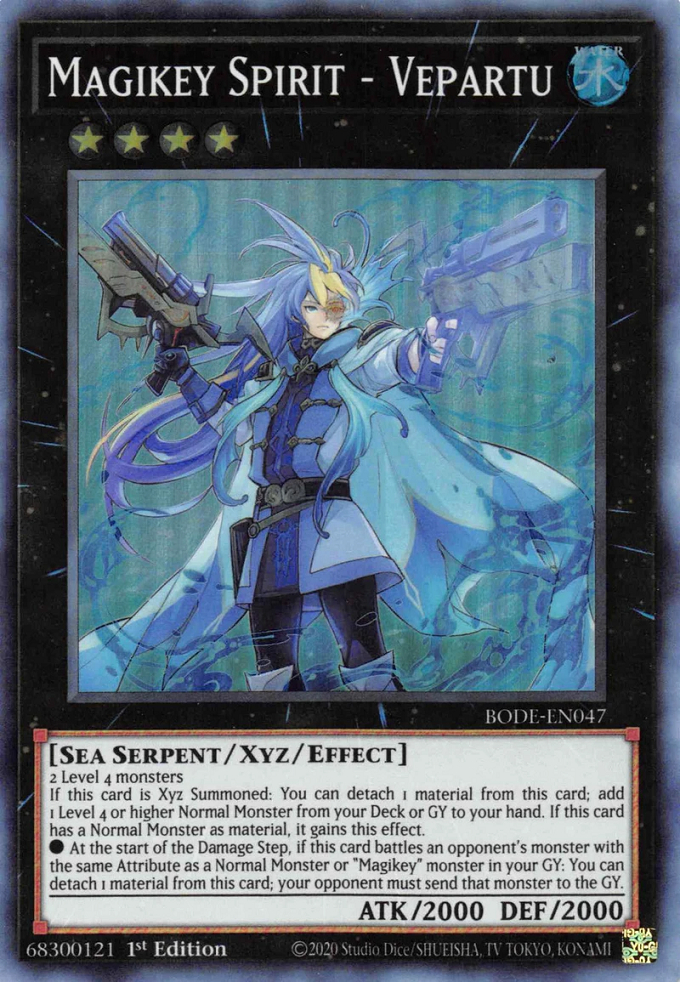 MAGIKEY SPIRIT - VEPARTU
WATER
水
BODE-EN047
[SEA SERPENT/XYZ/EFFECT]
2 Level 4 monsters
If this card is Xyz Summoned: You can detach 1 material from this card; add
1 Level 4 or higher Normal Monster from your Deck or GY to your hand. If this card
has a Normal Monster as material, it gains this effect.
● At the start of the Damage Step, if this card battles an opponent's monster with
the same Attribute as a Normal Monster or "Magikey" monster in your GY: You can
detach 1 material from this card; your opponent must send that monster to the GY.
ATK/2000 DEF/2000
68300121 1st Edition
©2020 Studio Dice/SHUEISHA, TV TOKYO, KONAMI